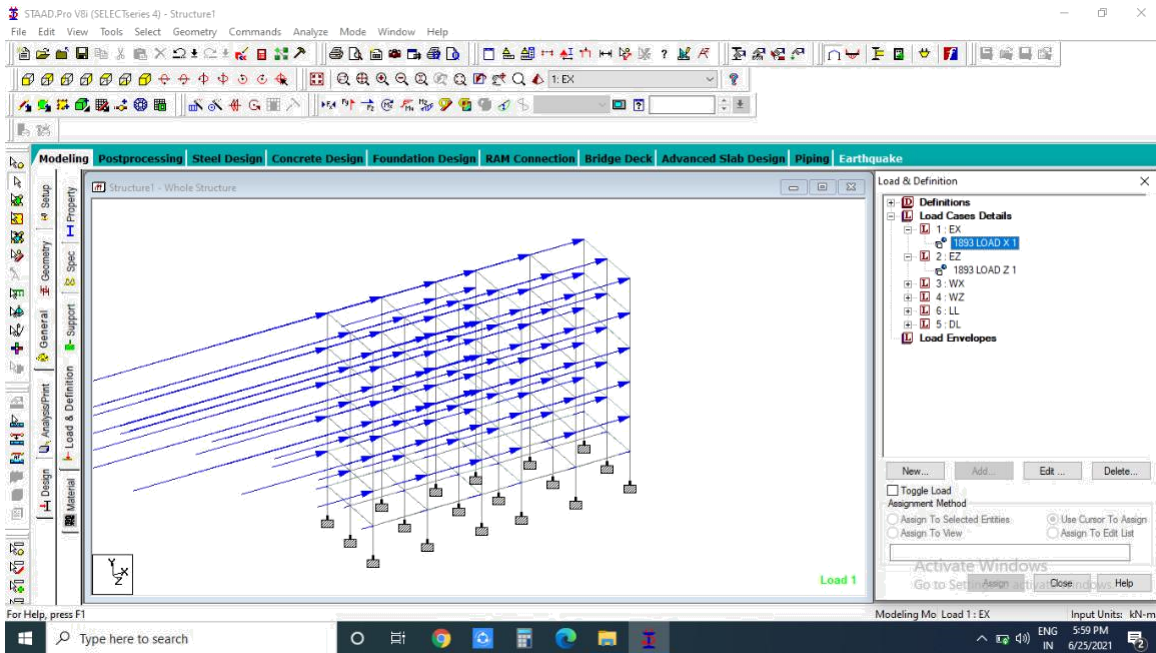 STAAD.Pro V8i (SELECTseries 4) - Structure1
File Edit View Tools Select Geometry Commands Analyze Mode Window Help
1: EX
Modeling Postprocessing Steel Design Concrete Design Foundation Design RAM Connection Bridge Deck Advanced Slab Design Piping Earthquake
Setup
Geometry
General
Analysis/Print
Design
Property
Spec
Support
Load & Definition
Material
Structure1 - Whole Structure
Y
X
Z
Load 1
Load & Definition
D Definitions
L Load Cases Details
L 1 : EX
1893 LOAD X 1
L 2 : EZ
1893 LOAD Z 1
L 3 : WX
L 4 : WZ
L 6 : LL
L 5 : DL
L Load Envelopes
New... Add... Edit ... Delete...
Toggle Load
Assignment Method
Assign To Selected Entities Use Cursor To Assign
Assign To View Assign To Edit List
Activate Windows
Assign Close Help
For Help, press F1 Modeling Mo Load 1 : EX Input Units: kN-m
Type here to search
ENG 5:59 PM
IN 6/25/2021
2